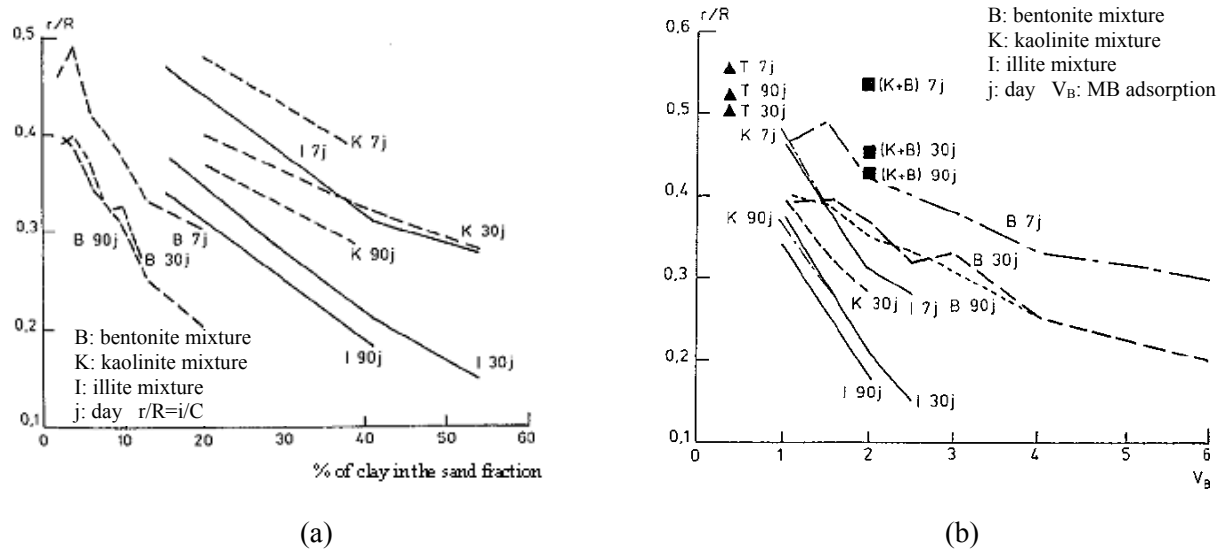 r/R
0,5
0,4
0,3
0,2
0,1
K 7j
I 7j
K 30j
K 90j
B 90j
B 7j
B 30j
I 90j
I 30j
B: bentonite mixture
K: kaolinite mixture
I: illite mixture
j: day r/R=i/C
0 10 20 30 40 50 60
% of clay in the sand fraction
(a)
r/R
0,6
0,5
0,4
0,3
0,2
0,1
B: bentonite mixture
K: kaolinite mixture
I: illite mixture
j: day V_B: MB adsorption
T 7j
T 90j
T 30j
(K+B) 7j
K 7j
(K+B) 30j
(K+B) 90j
K 90j
B 7j
B 30j
K 30j
I 7j
B 90j
I 90j
I 30j
0 1 2 3 4 5 6
V_B
(b)